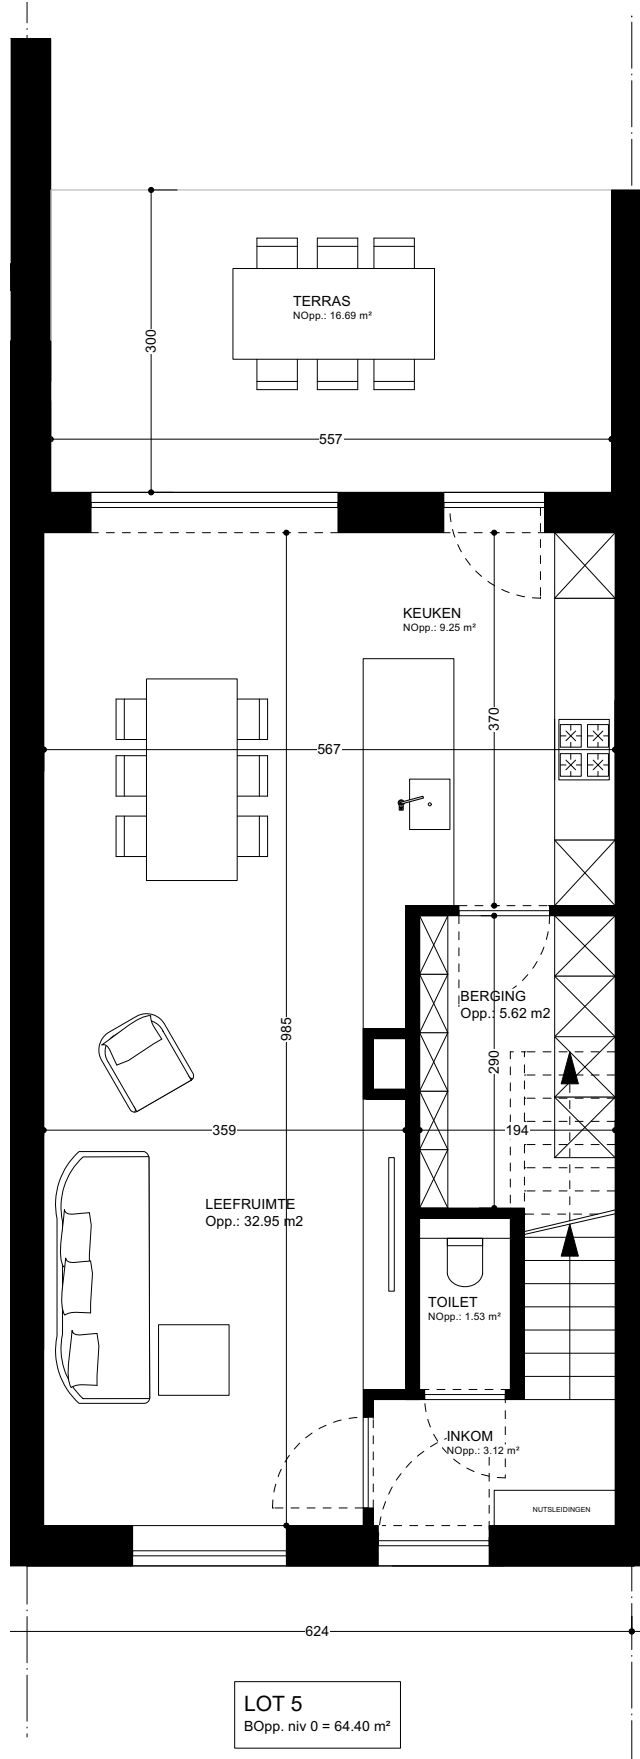 TERRAS
NOpp.: 16.69 m²
300
557
KEUKEN
NOpp.: 9.25 m²
370
567
985
BERGING
Opp.: 5.62 m2
290
359
194
LEEFRUIMTE
Opp.: 32.95 m2
TOILET
NOpp.: 1.53 m²
INKOM
NOpp.: 3.12 m²
NUTSLEIDINGEN
624
LOT 5
BOpp. niv 0 = 64.40 m²